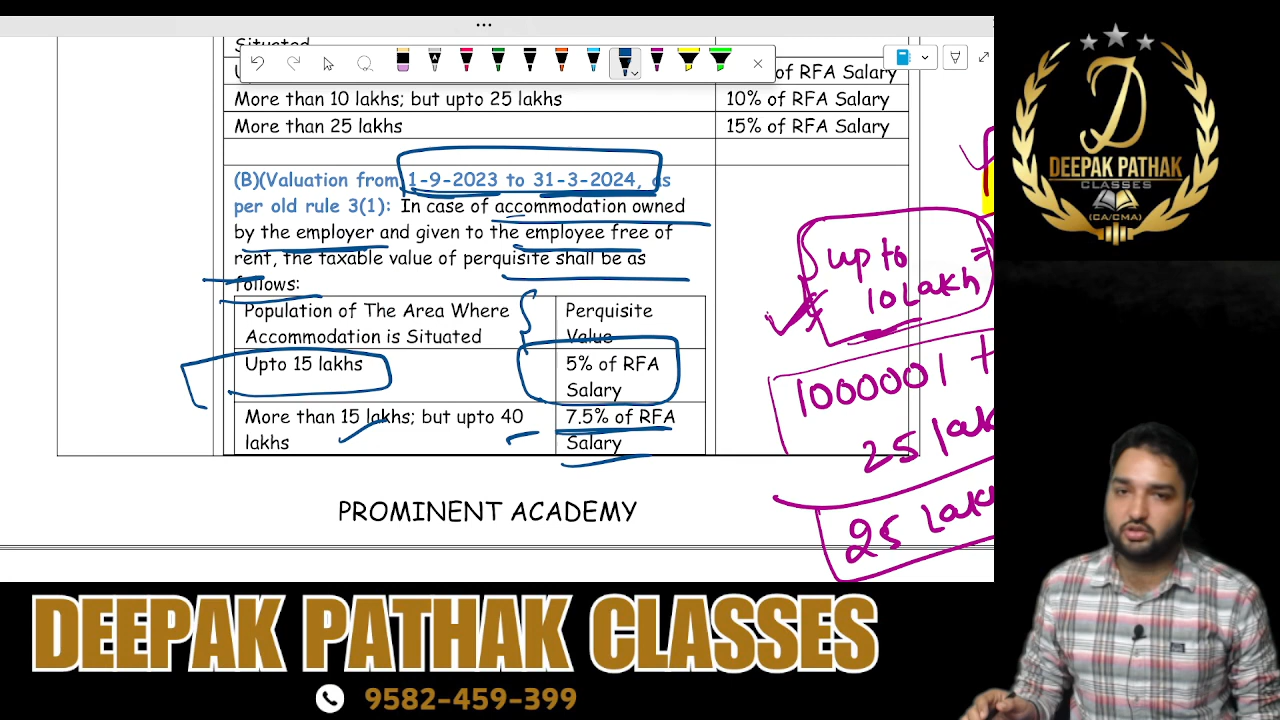 Situated
of RFA Salary
More than 10 lakhs; but upto 25 lakhs
10% of RFA Salary
More than 25 lakhs
15% of RFA Salary
(B)(Valuation from 1-9-2023 to 31-3-2024, as
per old rule 3(1): In case of accommodation owned
by the employer and given to the employee free of
rent, the taxable value of perquisite shall be as
follows:
Population of The Area Where
Accommodation is Situated
Perquisite
Value
Upto 15 lakhs
5% of RFA
Salary
More than 15 lakhs; but upto 40
lakhs
7.5% of RFA
Salary
PROMINENT ACADEMY
up to
10 Lakh
1000001
25 lak
25 Lak
D
DEEPAK PATHAK
CLASSES
(CA/CMA)
DEEPAK PATHAK CLASSES
9582-459-399